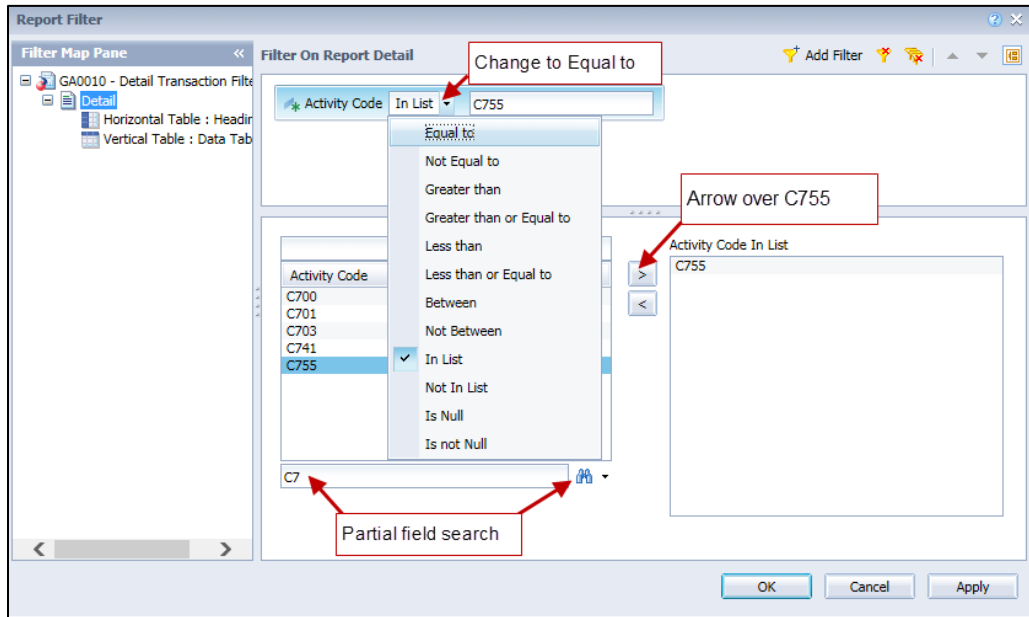 Report Filter
Filter Map Pane «
Filter On Report Detail
Add Filter
GA0010 - Detail Transaction Filte
Detail
Horizontal Table : Headir
Vertical Table : Data Tab
Change to Equal to
Activity Code In List C755
Equal to
Not Equal to
Greater than
Greater than or Equal to
Less than
Less than or Equal to
Between
Not Between
In List
Not In List
Is Null
Is not Null
Arrow over C755
Activity Code
C700
C701
C703
C741
C755
C7
Partial field search
>
<
Activity Code In List
C755
OK Cancel Apply